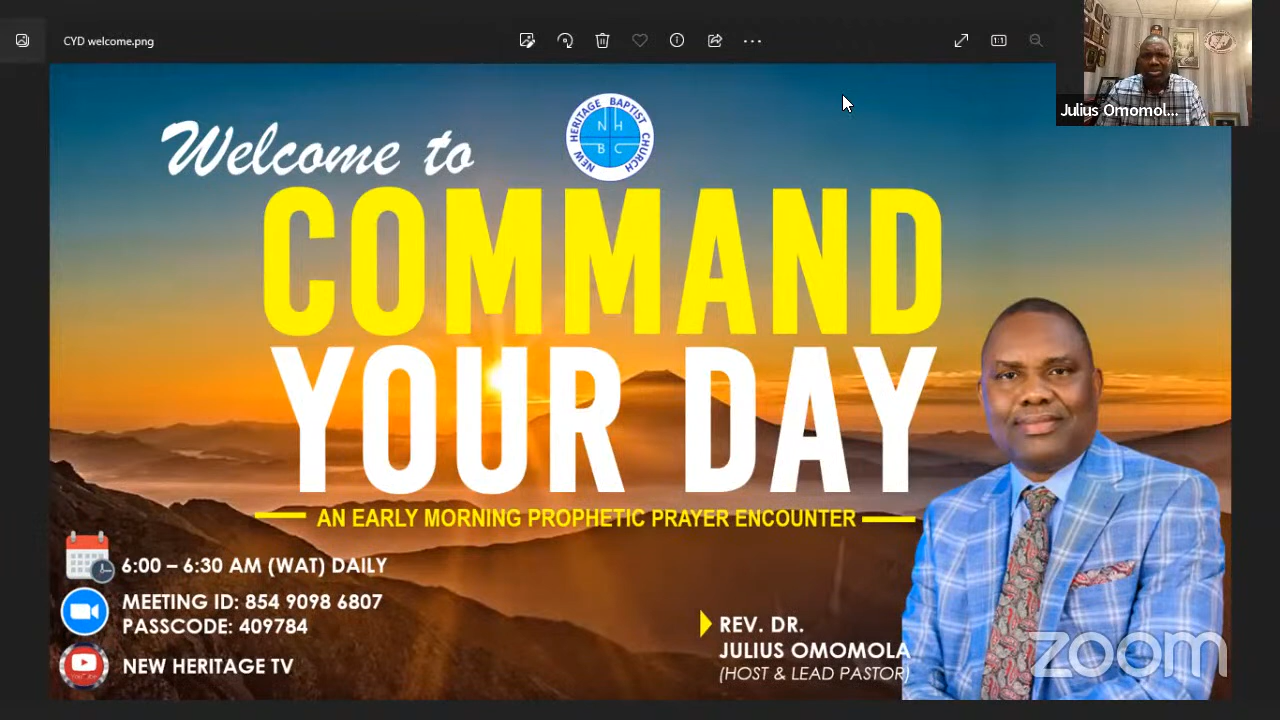 CYD welcome.png
1:1
Julius Omomol...
Welcome to
NEW HERITAGE BAPTIST CHURCH
N H
B C
COMMAND
YOUR DAY
AN EARLY MORNING PROPHETIC PRAYER ENCOUNTER
6:00 – 6:30 AM (WAT) DAILY
MEETING ID: 854 9098 6807
PASSCODE: 409784
NEW HERITAGE TV
REV. DR.
JULIUS OMOMOLA
(HOST & LEAD PASTOR)
zoom